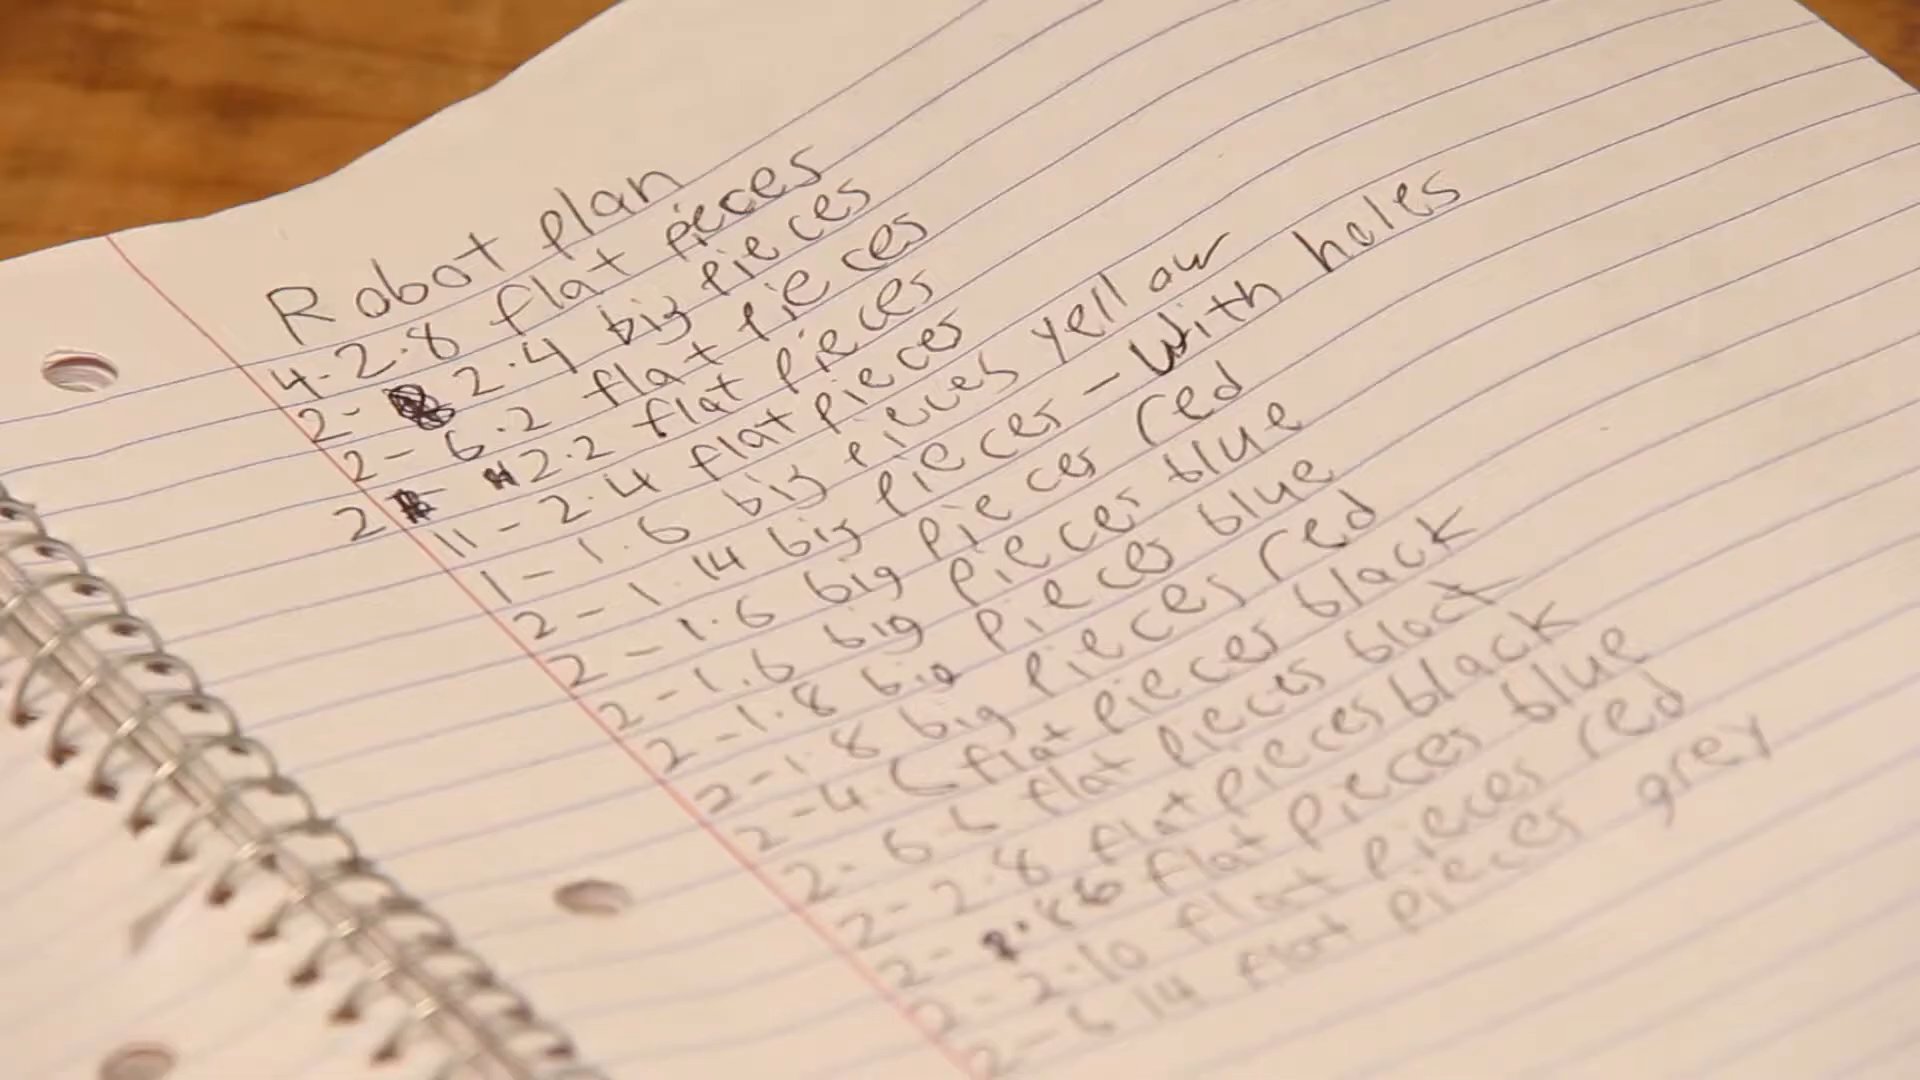 Robot plan
4-2.8 flat pieces
2- 2.4 big pieces
2- 6.2 flat pieces
2 2.2 flat pieces
11-2.4 flat pieces
1-1.6 big pieces yellow
2-1.14 big pieces - with holes
2-1.6 big pieces red
2-1.6 big pieces blue
2-1.8 big pieces blue
2-1.8 big pieces red
2-4.6 flat pieces black
2-6.6 flat pieces black
2-2.8 flat pieces black
2- flat pieces blue
2-2.10 flat pieces red
2-6 14 flat pieces grey